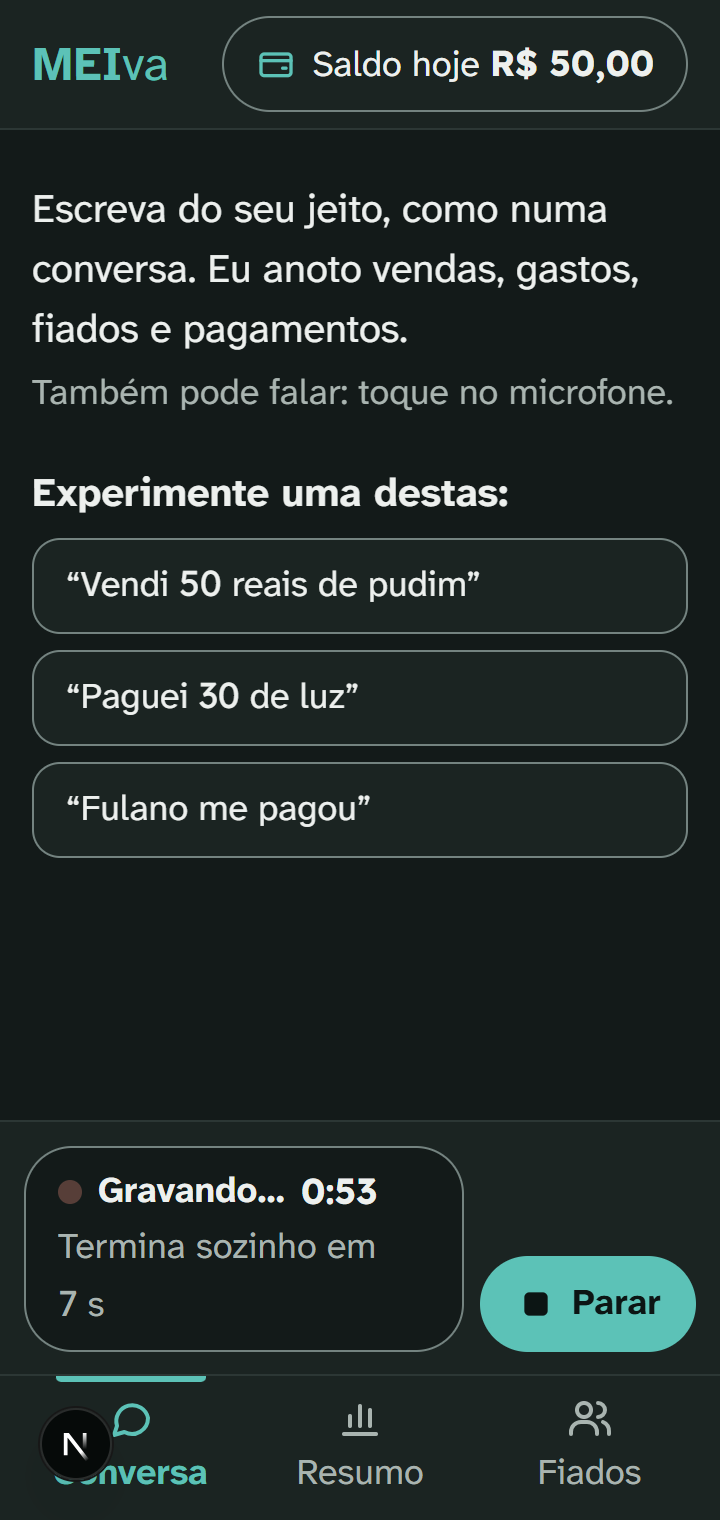 MEIva
Saldo hoje R$ 50,00
Escreva do seu jeito, como numa
conversa. Eu anoto vendas, gastos,
fiados e pagamentos.
Também pode falar: toque no microfone.
Experimente uma destas:
“Vendi 50 reais de pudim”
“Paguei 30 de luz”
“Fulano me pagou”
Gravando... 0:53
Termina sozinho em
7 s
Parar
N
Conversa
Resumo
Fiados